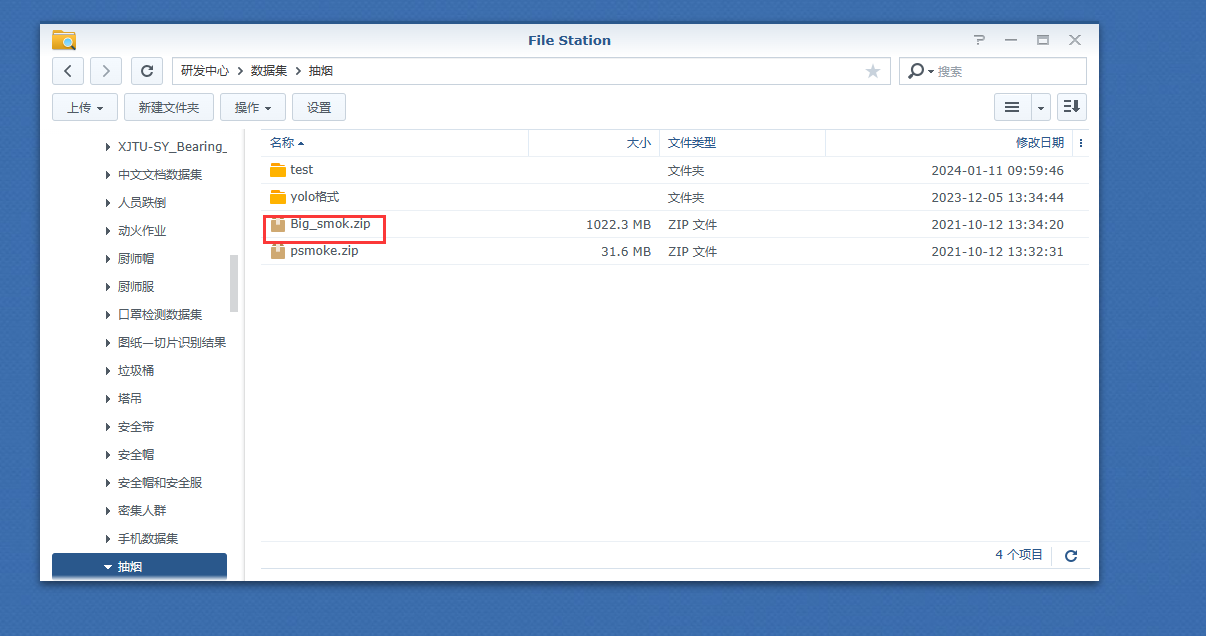 File Station
研发中心 > 数据集 > 抽烟
搜索
上传 新建文件夹 操作 设置
XJTU-SY_Bearing_
中文文档数据集
人员跌倒
动火作业
厨师帽
厨师服
口罩检测数据集
图纸—切片识别结果
垃圾桶
塔吊
安全带
安全帽
安全帽和安全服
密集人群
手机数据集
抽烟
名称 大小 文件类型 修改日期
test 文件夹 2024-01-11 09:59:46
yolo格式 文件夹 2023-12-05 13:34:44
Big_smok.zip 1022.3 MB ZIP 文件 2021-10-12 13:34:20
psmoke.zip 31.6 MB ZIP 文件 2021-10-12 13:32:31
4 个项目